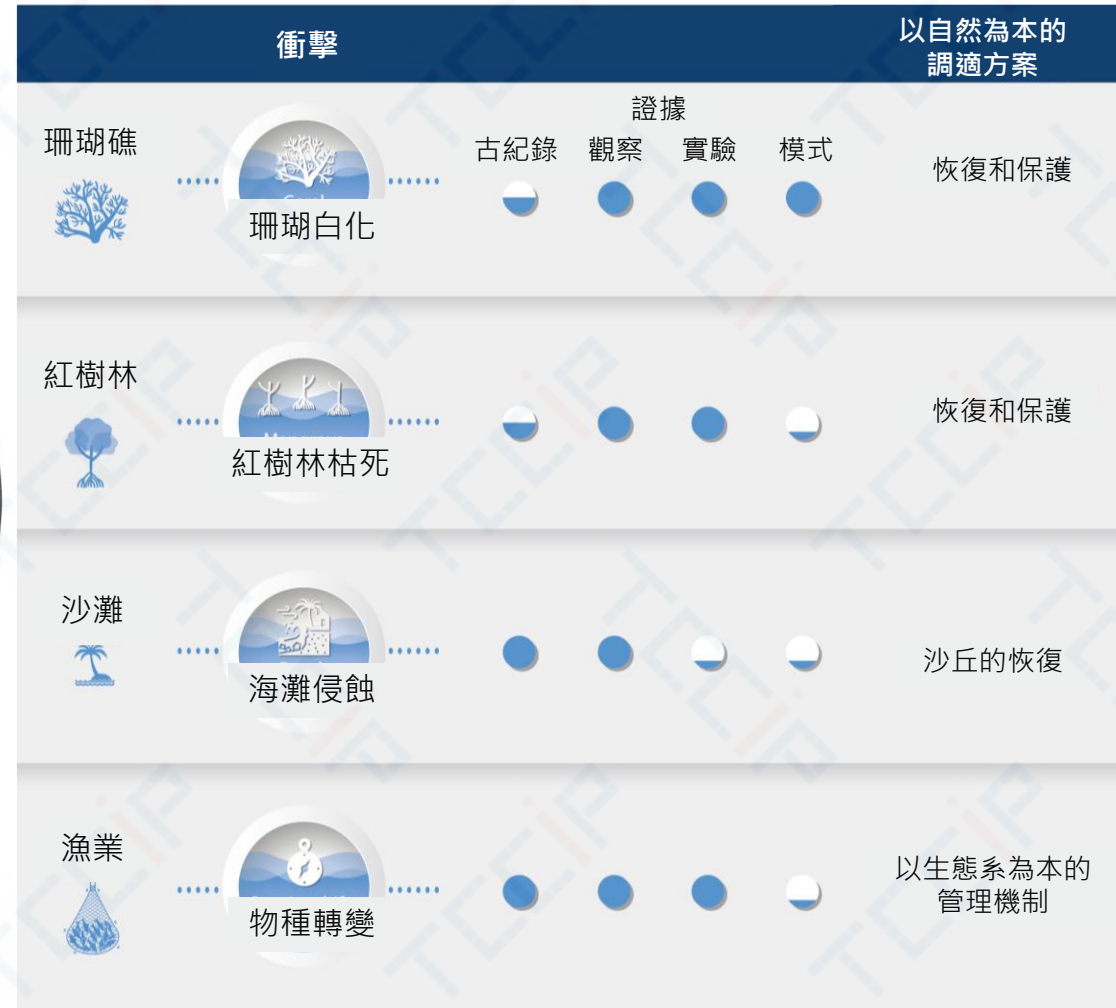 衝擊
以自然為本的
調適方案
珊瑚礁
珊瑚白化
證據
古紀錄 觀察 實驗 模式
恢復和保護
紅樹林
紅樹林枯死
恢復和保護
沙灘
海灘侵蝕
沙丘的恢復
漁業
物種轉變
以生態系為本的
管理機制
TCCIP